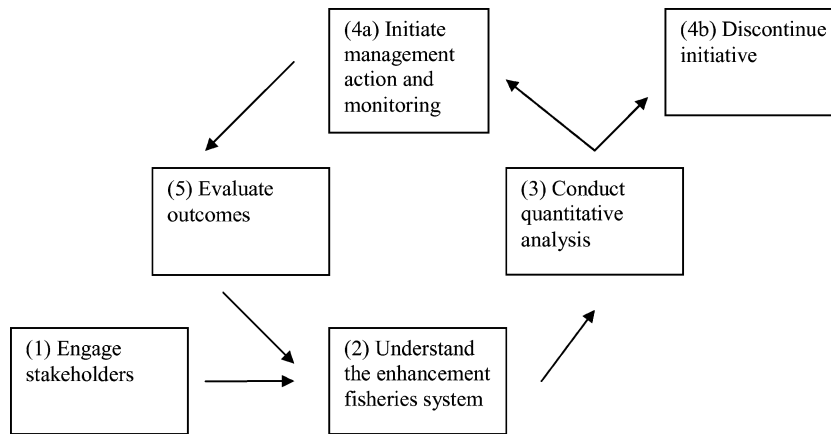 (4a) Initiate
management
action and
monitoring
(4b) Discontinue
initiative
(5) Evaluate
outcomes
(3) Conduct
quantitative
analysis
(1) Engage
stakeholders
(2) Understand
the enhancement
fisheries system